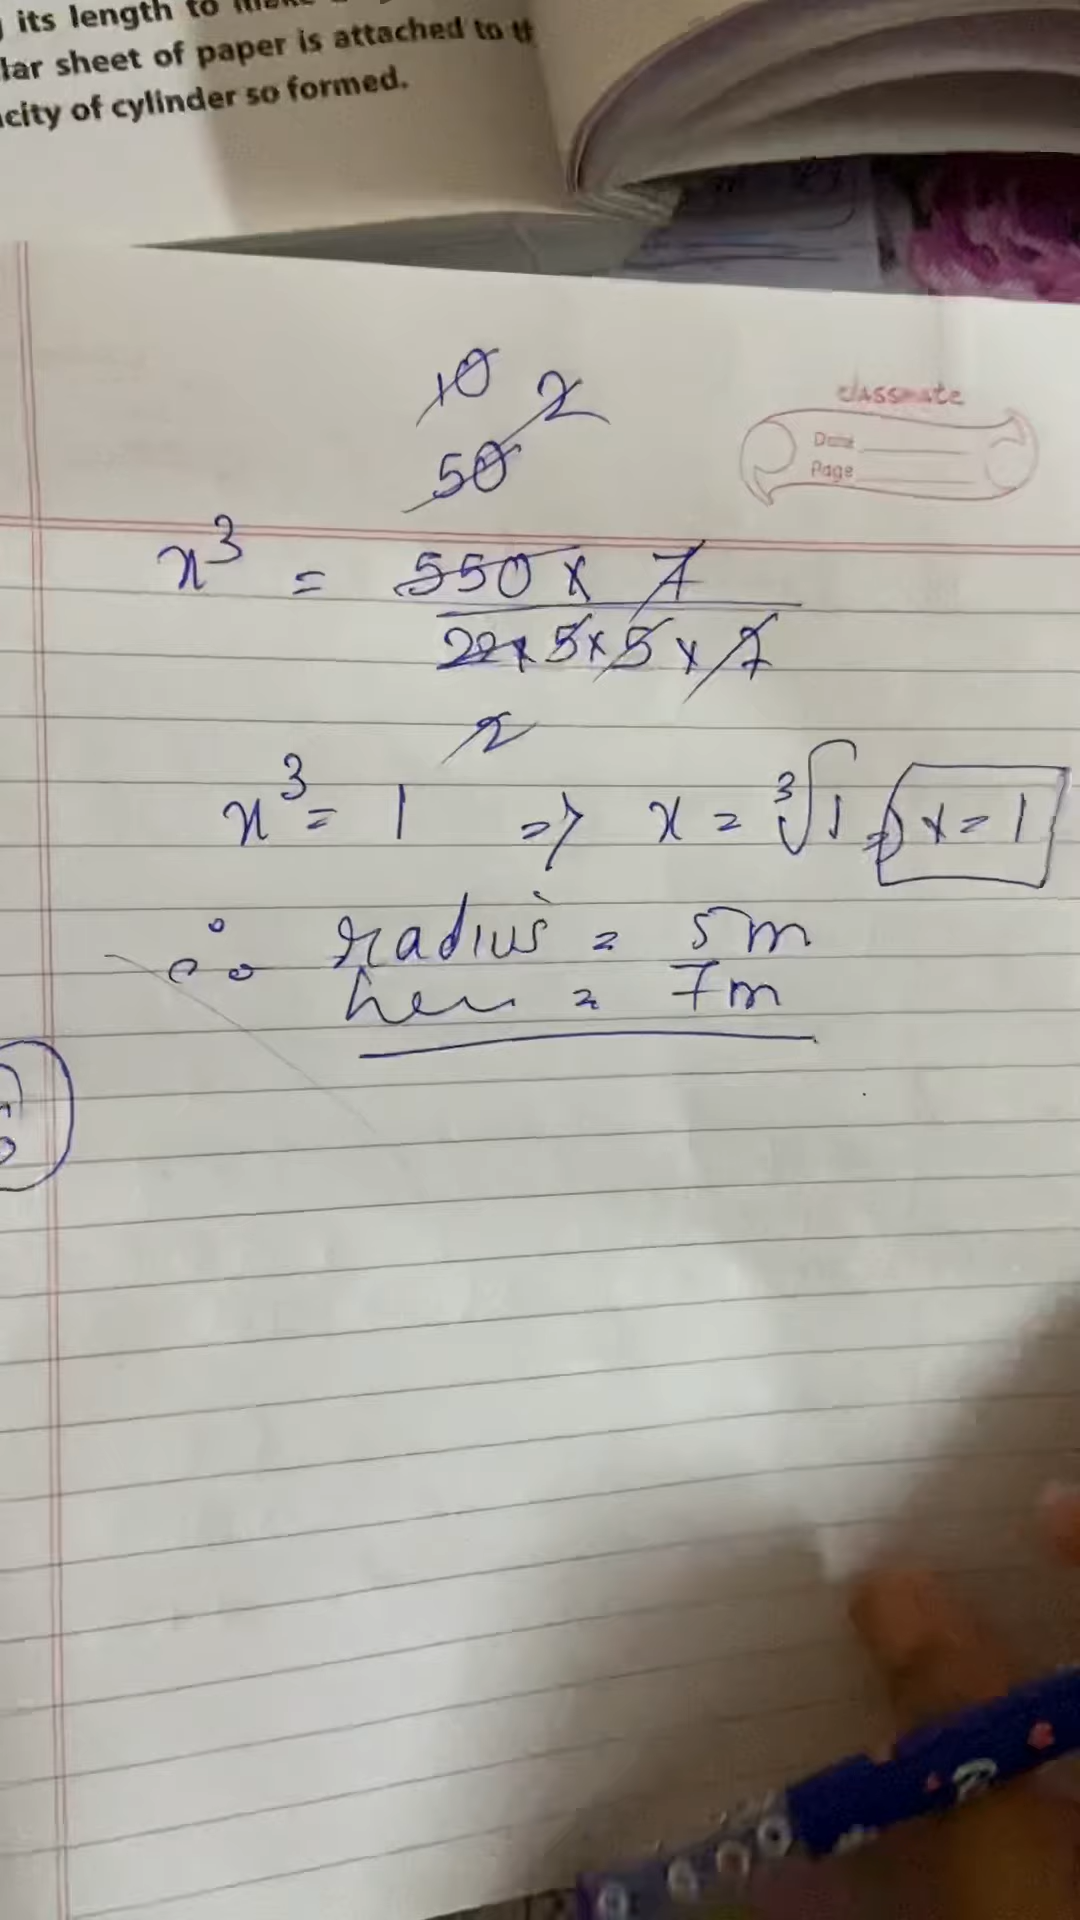 its length to
lar sheet of paper is attached to th
city of cylinder so formed.
classmate
Date
Page
10 2
50
x³ = 550 x 7
22 x 5 x 5 x 7
2
x³ = 1 => x = ³√1 => x = 1
∴ radius = 5m
= 7m